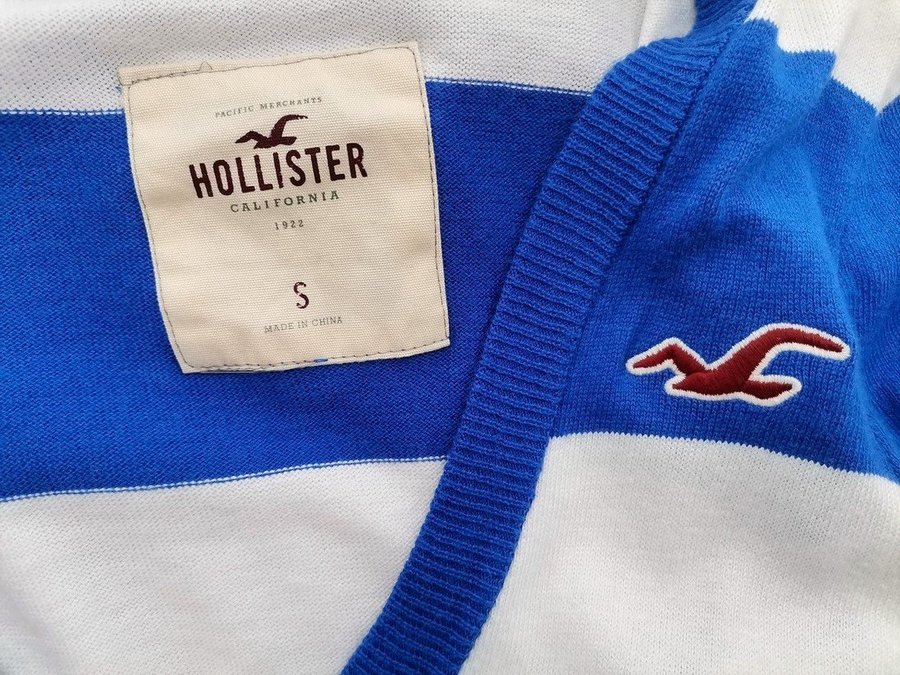 PACIFIC MERCHANTS
HOLLISTER
CALIFORNIA
1922
S
MADE IN CHINA